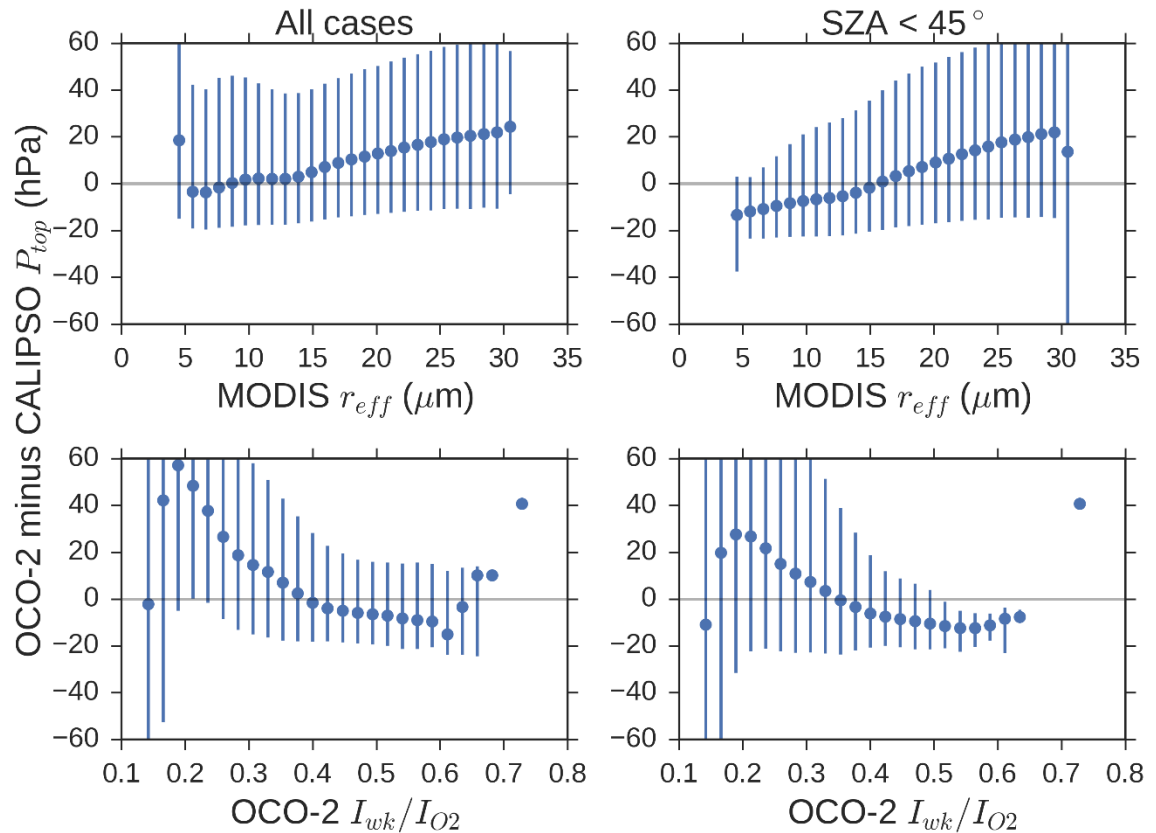 All cases
SZA < 45°
OCO-2 minus CALIPSO P_top (hPa)
60
40
20
0
−20
−40
−60
0 5 10 15 20 25 30 35
MODIS r_eff (μm)
60
40
20
0
−20
−40
−60
0 5 10 15 20 25 30 35
MODIS r_eff (μm)
60
40
20
0
−20
−40
−60
0.1 0.2 0.3 0.4 0.5 0.6 0.7 0.8
OCO-2 I_wk/I_O2
60
40
20
0
−20
−40
−60
0.1 0.2 0.3 0.4 0.5 0.6 0.7 0.8
OCO-2 I_wk/I_O2